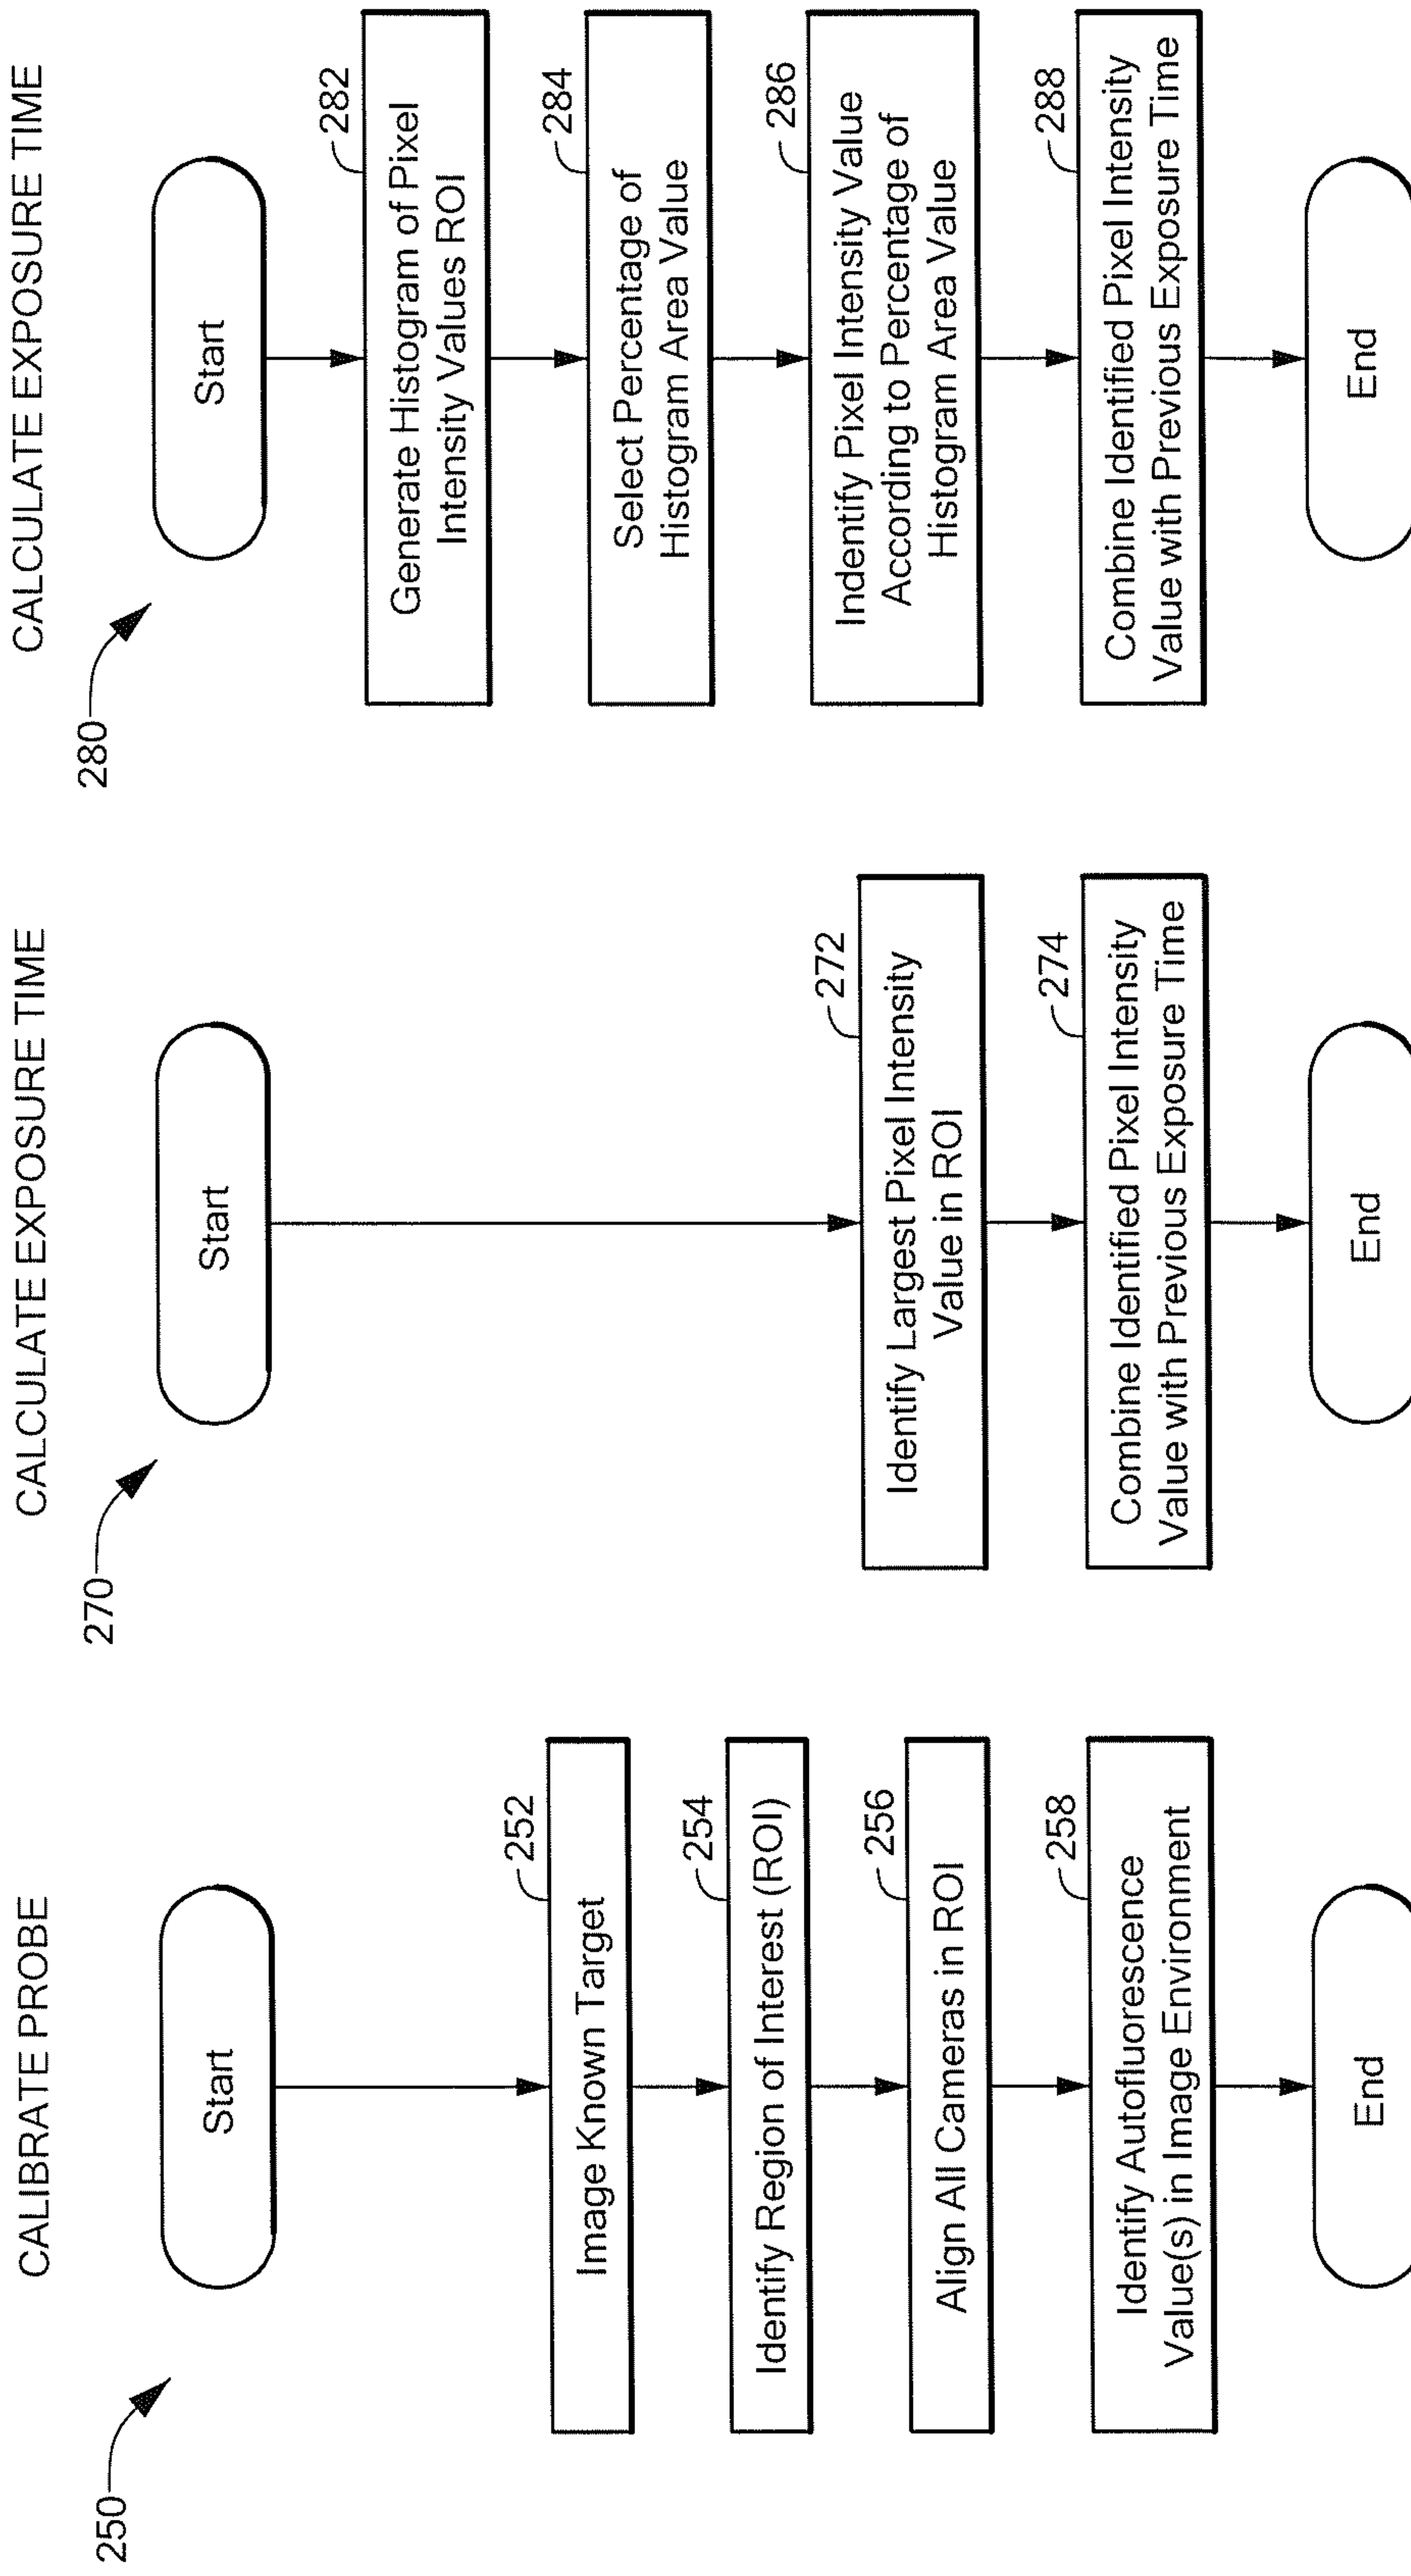 CALIBRATE PROBE
250
Start
252
Image Known Target
254
Identify Region of Interest (ROI)
256
Align All Cameras in ROI
258
Identify Autofluorescence
Value(s) in Image Environment
End
CALCULATE EXPOSURE TIME
270
Start
272
Identify Largest Pixel Intensity
Value in ROI
274
Combine Identified Pixel Intensity
Value with Previous Exposure Time
End
CALCULATE EXPOSURE TIME
280
Start
282
Generate Histogram of Pixel
Intensity Values ROI
284
Select Percentage of
Histogram Area Value
286
Indentify Pixel Intensity Value
According to Percentage of
Histogram Area Value
288
Combine Identified Pixel Intensity
Value with Previous Exposure Time
End